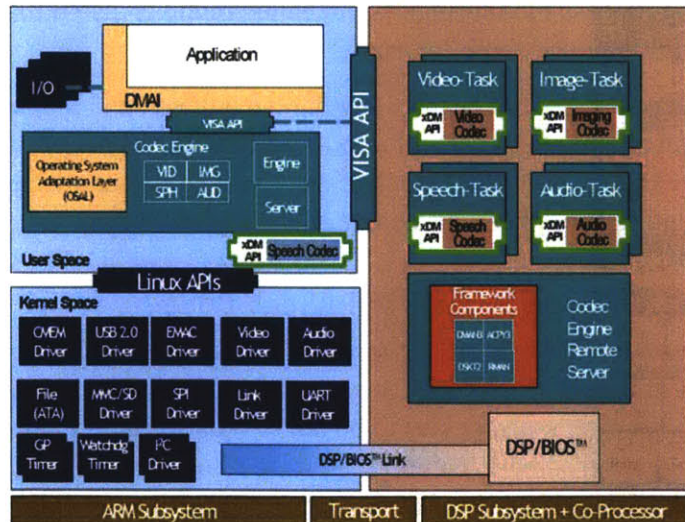 Application
I/O
DMAI
VISA API
Codec Engine
Operating System
Adaptation Layer
(OSAL)
VID
IMG
SPH
AUD
Engine
Server
xDM
API
Speech Codec
User Space
Linux APIs
VISA API
Video-Task
xDM
API
Video
Codec
Image-Task
xDM
API
Imaging
Codec
Speech-Task
xDM
API
Speech
Codec
Audio-Task
xDM
API
Audio
Codec
Framework
Components
DMAN3
ACPY3
DSKT2
RMAN
Codec
Engine
Remote
Server
Kernel Space
CMEM
Driver
USB 2.0
Driver
EMAC
Driver
Video
Driver
Audio
Driver
File
(ATA)
MMC/SD
Driver
SPI
Driver
Link
Driver
UART
Driver
GP
Timer
Watchdg
Timer
I²C
Driver
DSP/BIOS™ Link
DSP/BIOS™
ARM Subsystem
Transport
DSP Subsystem + Co-Processor